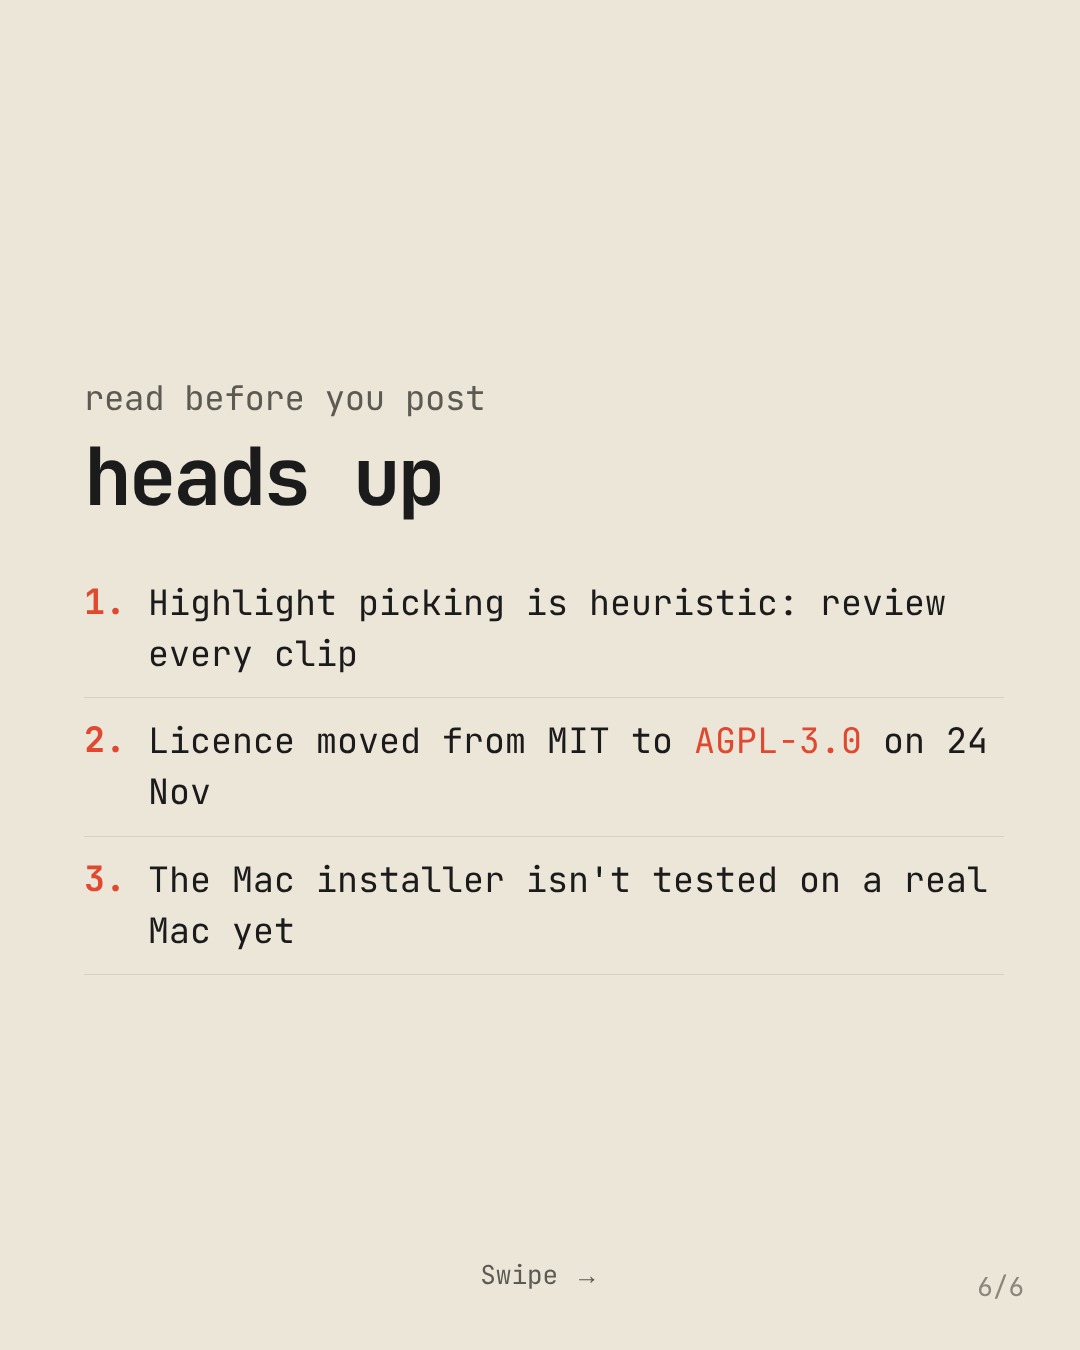 read before you post
heads up
1. Highlight picking is heuristic: review
every clip
2. Licence moved from MIT to AGPL-3.0 on 24
Nov
3. The Mac installer isn't tested on a real
Mac yet
Swipe →
6/6